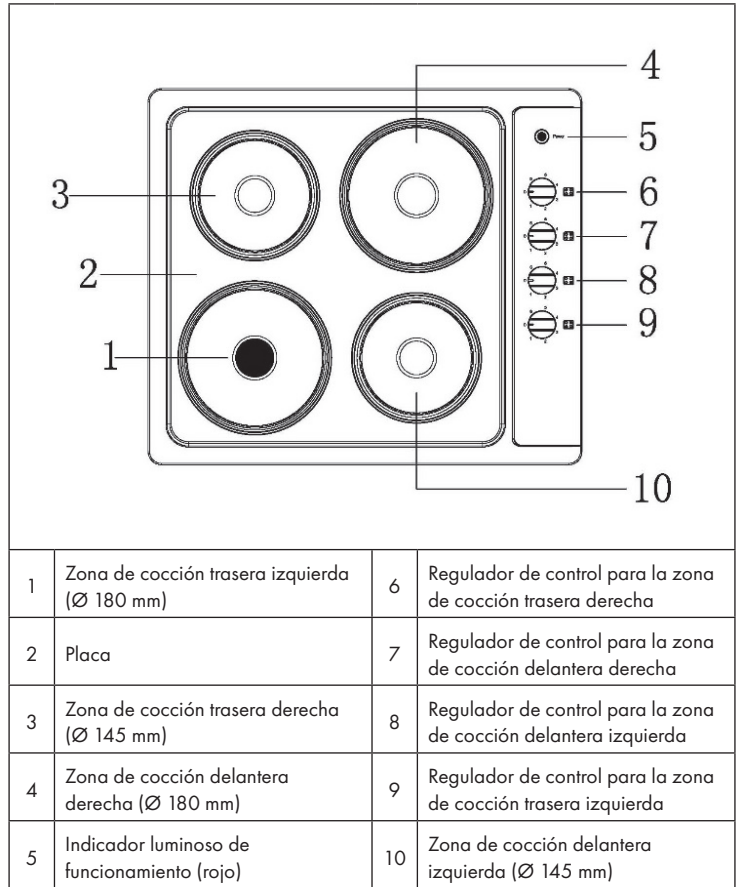 4
Power
5
3
6
7
2
8
9
1
10
1
Zona de cocción trasera izquierda
(Ø 180 mm)
6
Regulador de control para la zona
de cocción trasera derecha
2
Placa
7
Regulador de control para la zona
de cocción delantera derecha
3
Zona de cocción trasera derecha
(Ø 145 mm)
8
Regulador de control para la zona
de cocción delantera izquierda
4
Zona de cocción delantera
derecha (Ø 180 mm)
9
Regulador de control para la zona
de cocción trasera izquierda
5
Indicador luminoso de
funcionamiento (rojo)
10
Zona de cocción delantera
izquierda (Ø 145 mm)